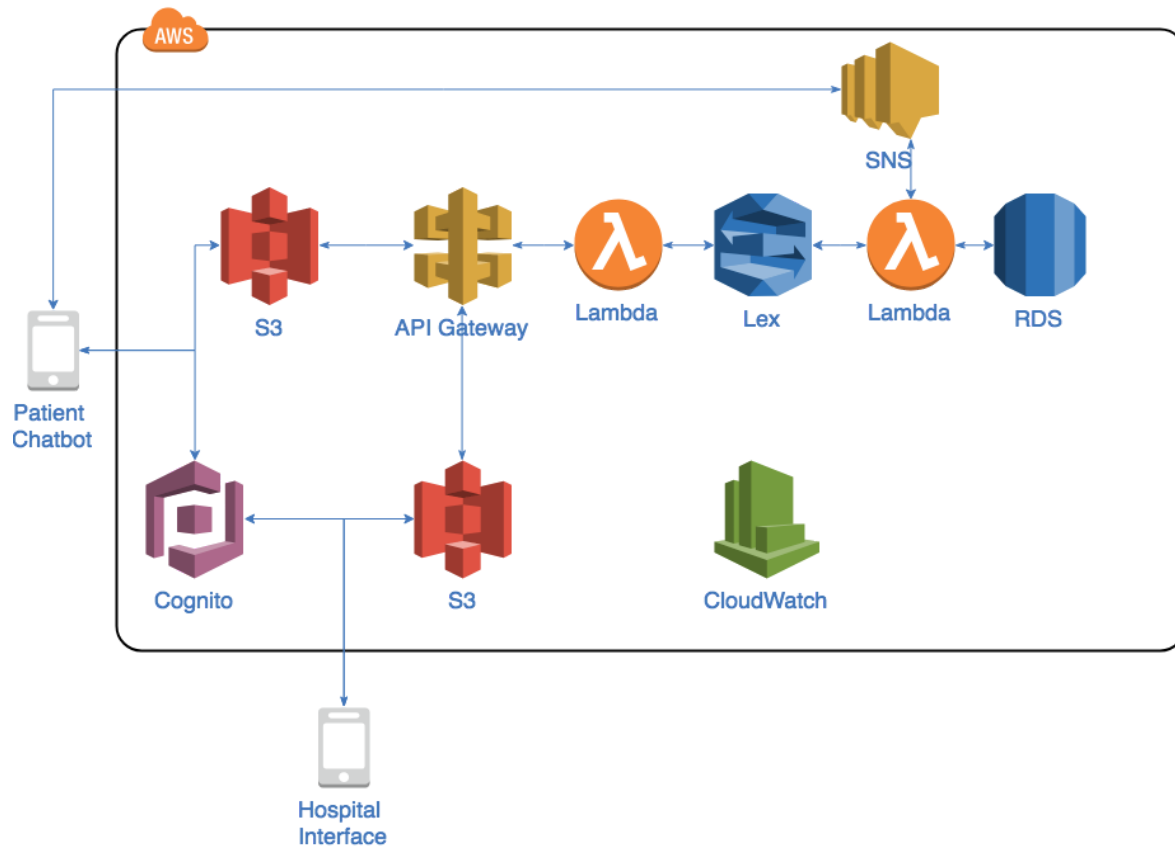 AWS
SNS
S3
API Gateway
Lambda
Lex
Lambda
RDS
Patient
Chatbot
Cognito
S3
CloudWatch
Hospital
Interface